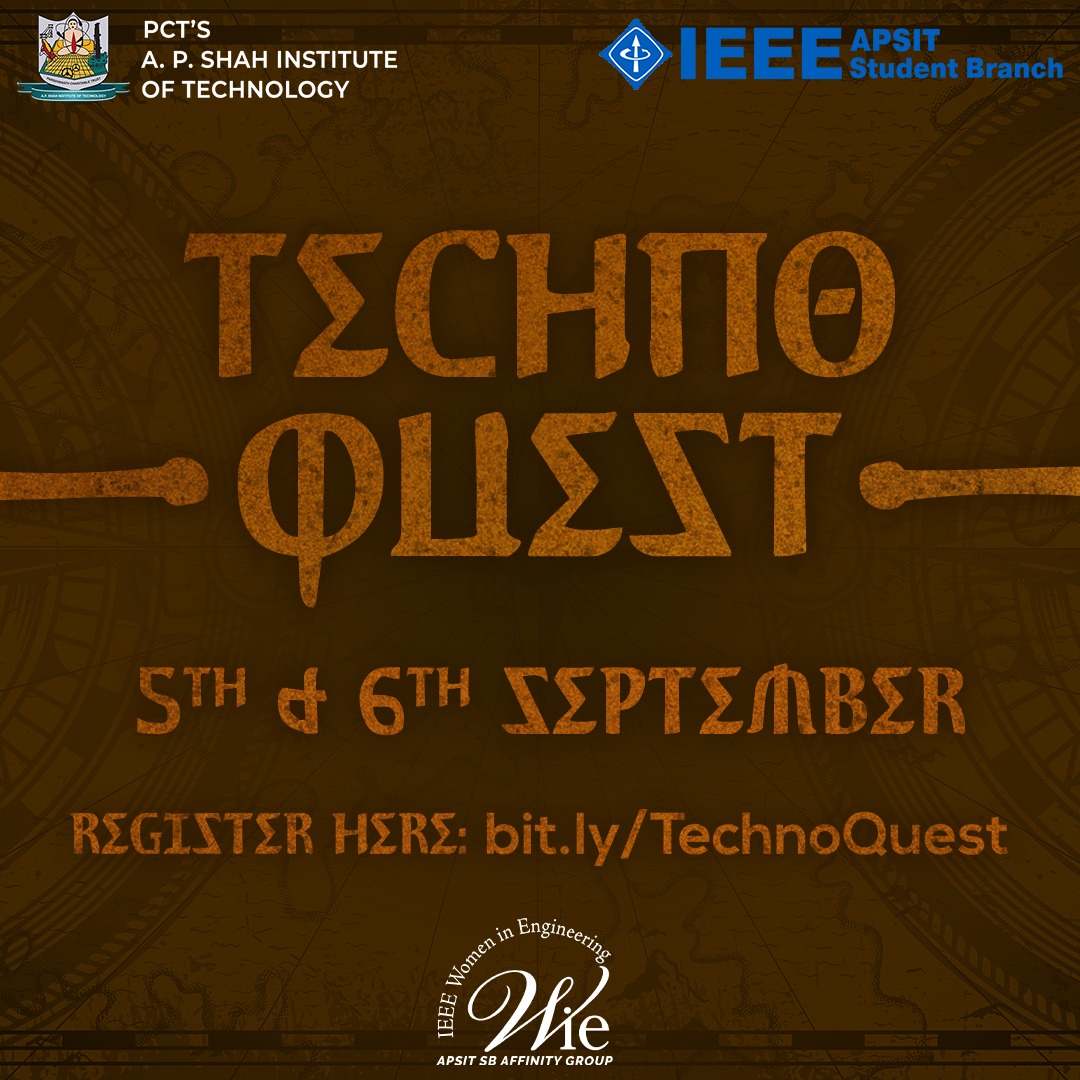 PCT'S
A. P. SHAH INSTITUTE
OF TECHNOLOGY
IEEE APSIT
Student Branch
TECHNO
QUEST
5TH & 6TH SEPTEMBER
REGISTER HERE: bit.ly/TechnoQuest
IEEE Women in Engineering
Wie
APSIT SB AFFINITY GROUP